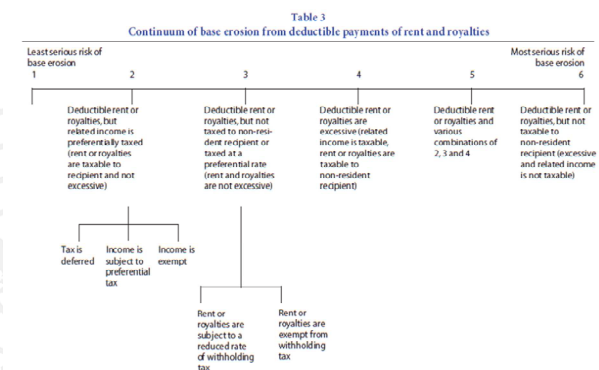 Table 3
Continuum of base erosion from deductible payments of rent and royalties
Least serious risk of
base erosion
Most serious risk of
base erosion
1 2 3 4 5 6
Deductible rent or
royalties, but
related income is
preferentially taxed
(rent or royalties
are taxable to
recipient and not
excessive)
Deductible rent or
royalties, but not
taxed to non-resi-
dent recipient or
taxed at a
preferential rate
(rent and royalties
are not excessive)
Deductible rent or
royalties are
excessive (related
income is taxable,
rent or royalties are
taxable to
non-resident
recipient)
Deductible rent
or royalties and
various
combinations of
2, 3 and 4
Deductible rent or
royalties, but not
taxable to
non-resident
recipient (excessive
and related income
is not taxable)
Tax is
deferred
Income is
subject to
preferential
tax
Income is
exempt
Rent or
royalties are
subject to a
reduced rate
of withholding
tax
Rent or
royalties are
exempt from
withholding
tax